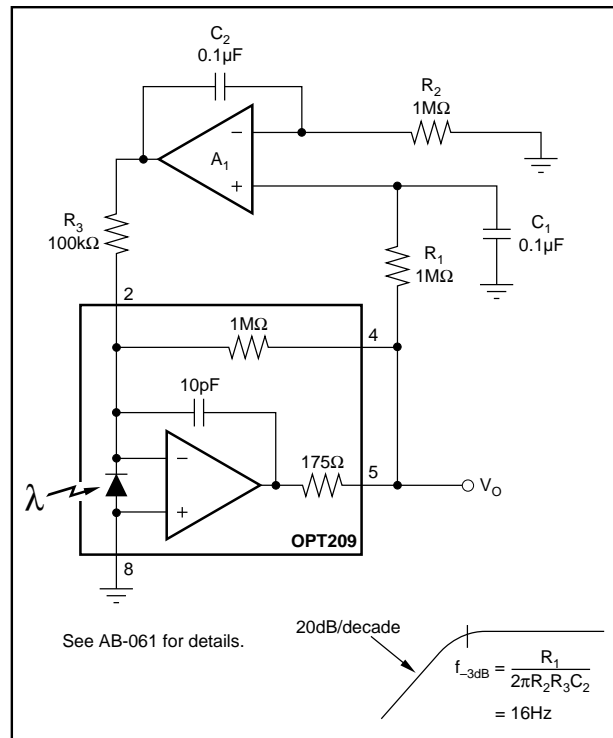 C₂
0.1µF
R₂
1MΩ
–
A₁
+
R₃
100kΩ
C₁
0.1µF
R₁
1MΩ
2
1MΩ
4
10pF
–
175Ω
5
V_O
λ
+
OPT209
8
See AB-061 for details.
20dB/decade
f₋₃dB = R₁ / 2πR₂R₃C₂
= 16Hz